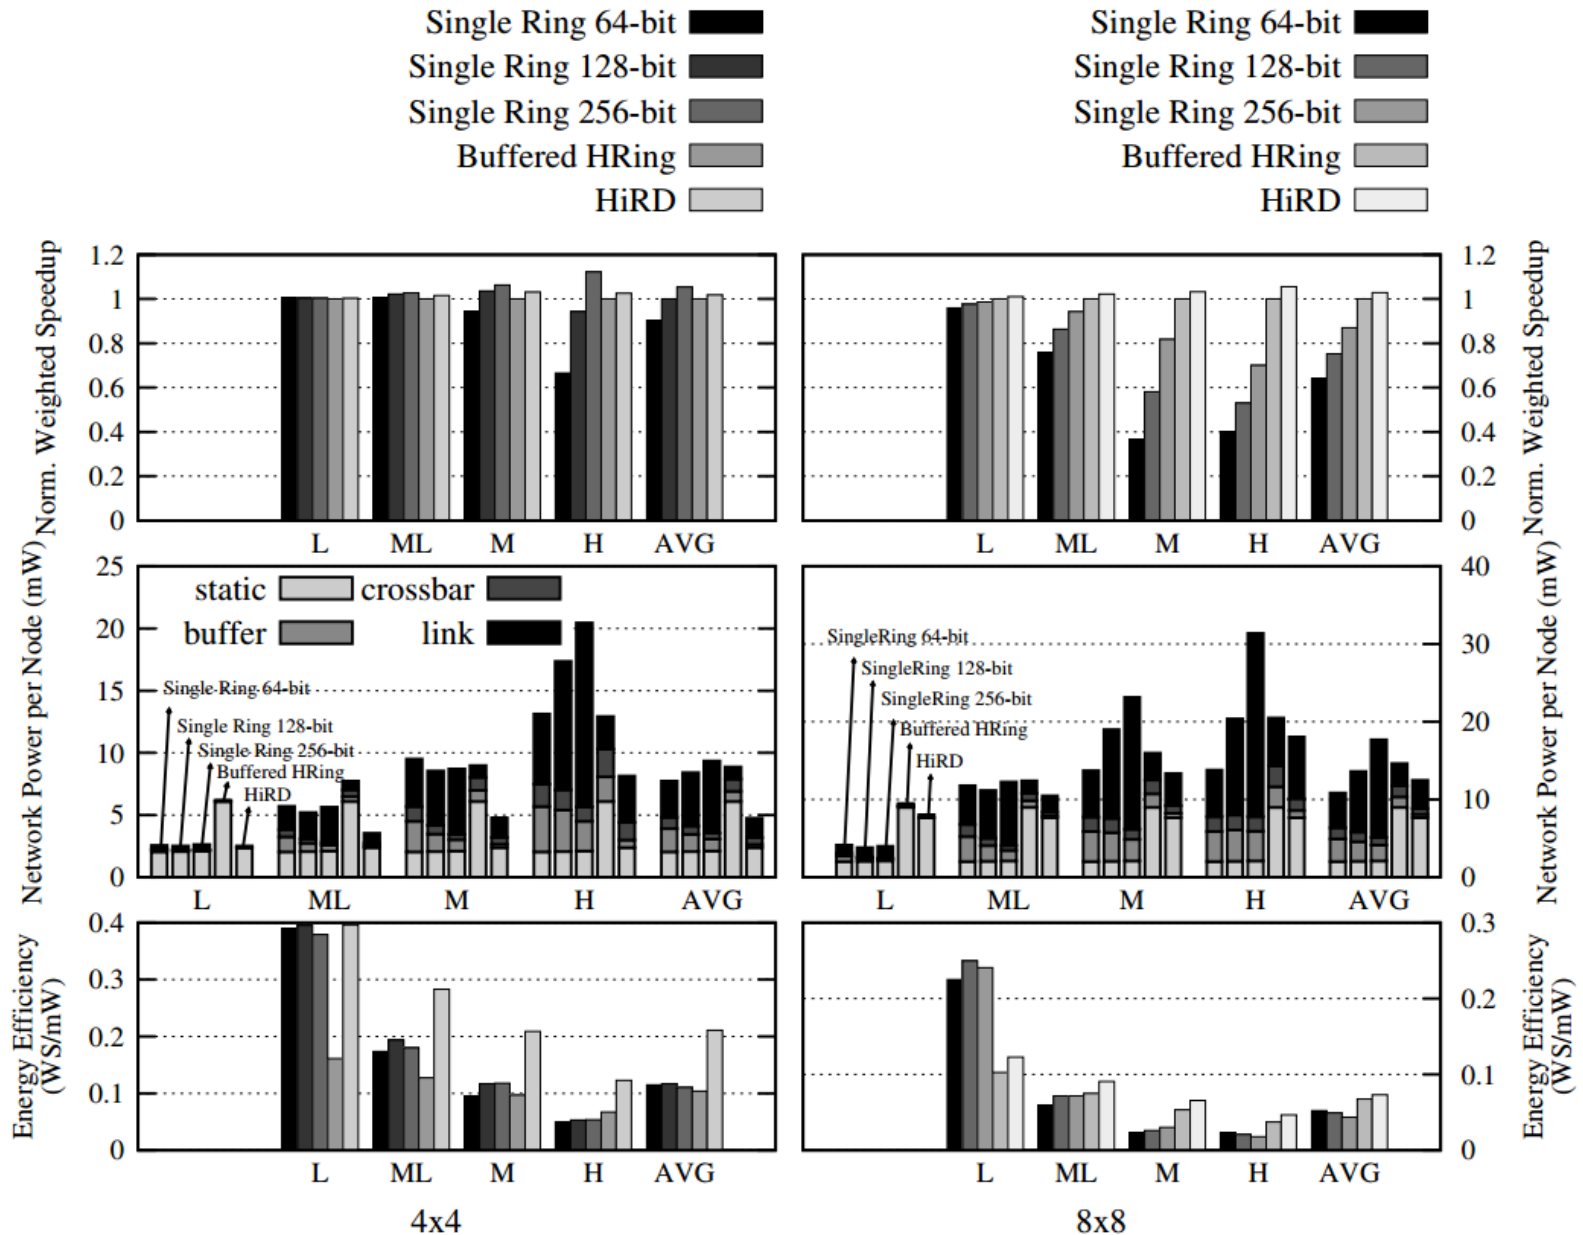 Single Ring 64-bit
Single Ring 128-bit
Single Ring 256-bit
Buffered HRing
HiRD
Single Ring 64-bit
Single Ring 128-bit
Single Ring 256-bit
Buffered HRing
HiRD
Norm. Weighted Speedup
1.2
1
0.8
0.6
0.4
0.2
0
L ML M H AVG
1.2
1
0.8
0.6
0.4
0.2
0
Norm. Weighted Speedup
L ML M H AVG
Network Power per Node (mW)
25
20
15
10
5
0
static crossbar
buffer link
Single Ring 64-bit
Single Ring 128-bit
Single Ring 256-bit
Buffered HRing
HiRD
L ML M H AVG
SingleRing 64-bit
SingleRing 128-bit
SingleRing 256-bit
Buffered HRing
HiRD
40
30
20
10
0
Network Power per Node (mW)
L ML M H AVG
Energy Efficiency
(WS/mW)
0.4
0.3
0.2
0.1
0
L ML M H AVG
4x4
0.3
0.2
0.1
0
Energy Efficiency
(WS/mW)
L ML M H AVG
8x8